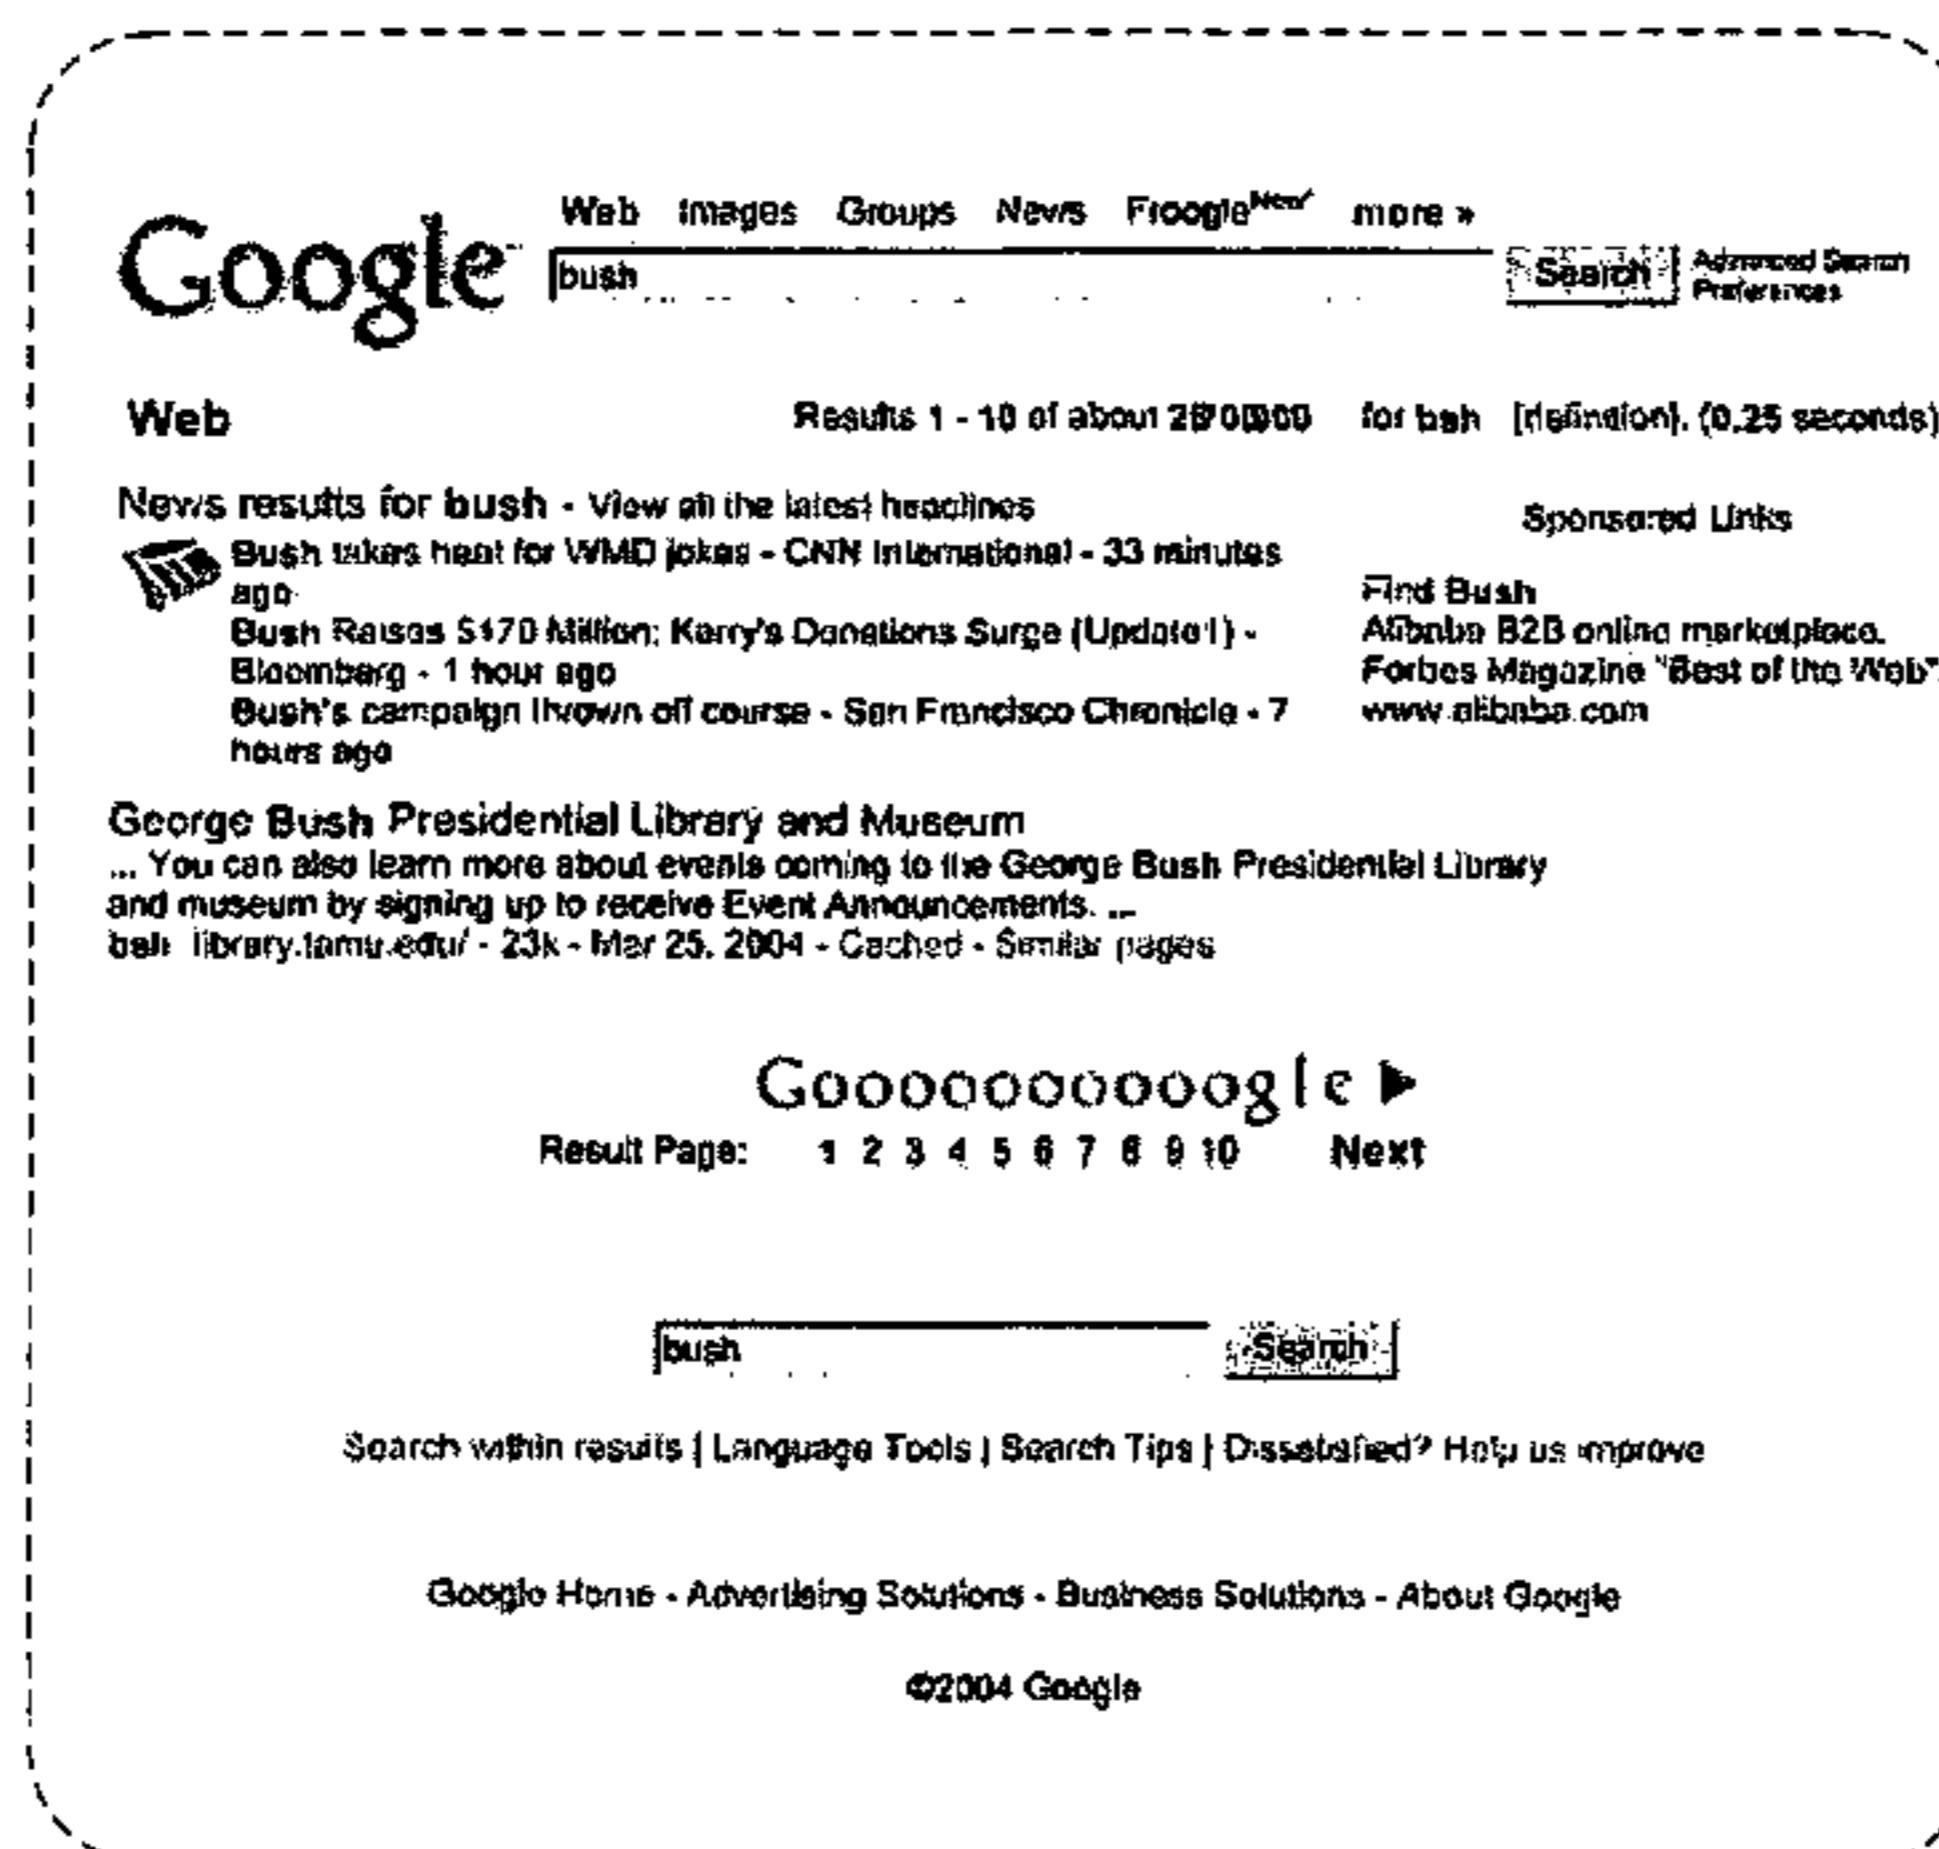 Web Images Groups News Froogle New! more »
Google bush Search Advanced Search
Preferences
Web Results 1 - 10 of about for bsh [definition]. (0.25 seconds)
News results for bush - View all the latest headlines
Bush takes heat for WMD jokes - CNN International - 33 minutes
ago
Bush Raises $170 Million; Kerry's Donations Surge (Update1) -
Bloomberg - 1 hour ago
Bush's campaign thrown off course - San Francisco Chronicle - 7
hours ago
Sponsored Links
Find Bush
Alibaba B2B online marketplace.
Forbes Magazine "Best of the Web".
www.alibaba.com
George Bush Presidential Library and Museum
... You can also learn more about events coming to the George Bush Presidential Library
and museum by signing up to receive Event Announcements. ...
bsh library.tamu.edu/ - 23k - Mar 25, 2004 - Cached - Similar pages
Goooooooooogle
Result Page: 1 2 3 4 5 6 7 8 9 10 Next
bush Search
Search within results | Language Tools | Search Tips | Dissatisfied? Help us improve
Google Home - Advertising Solutions - Business Solutions - About Google
©2004 Google